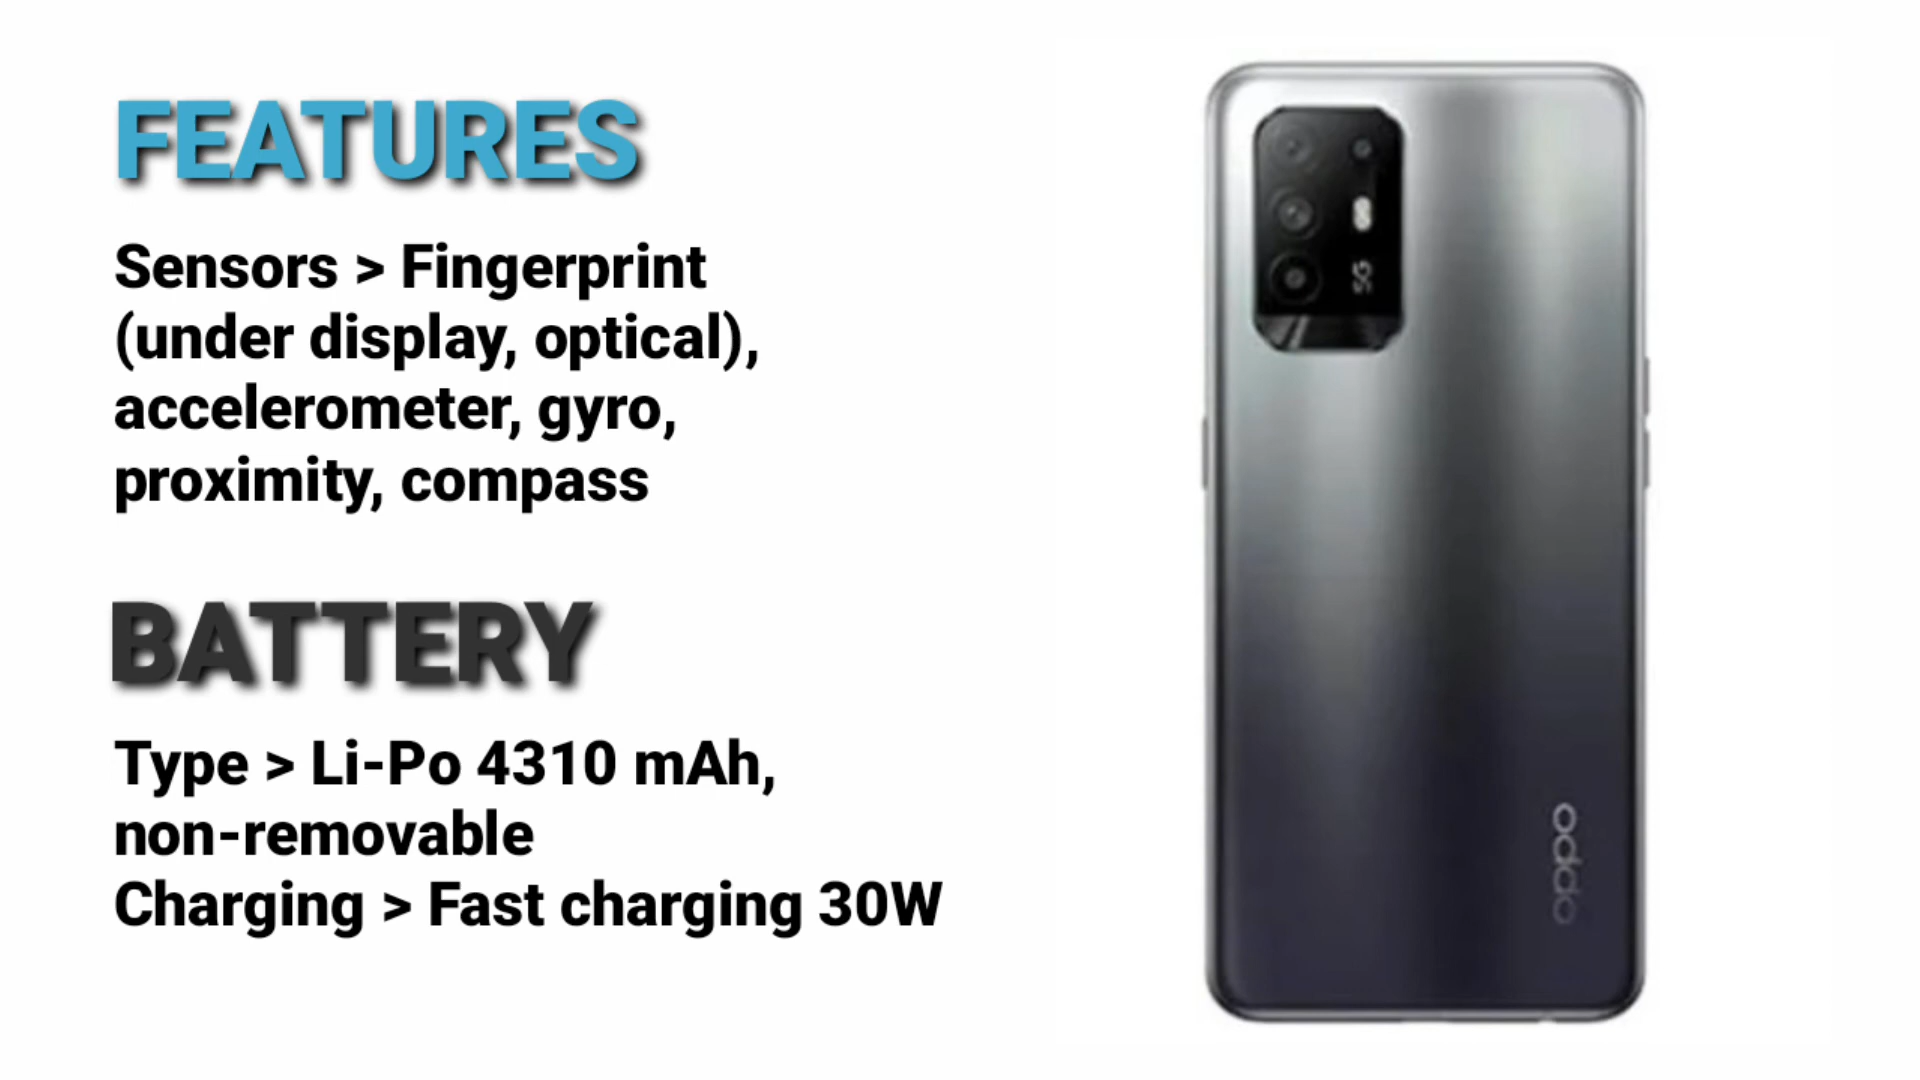 FEATURES
Sensors > Fingerprint
(under display, optical),
accelerometer, gyro,
proximity, compass
BATTERY
Type > Li-Po 4310 mAh,
non-removable
Charging > Fast charging 30W
5G
oppo